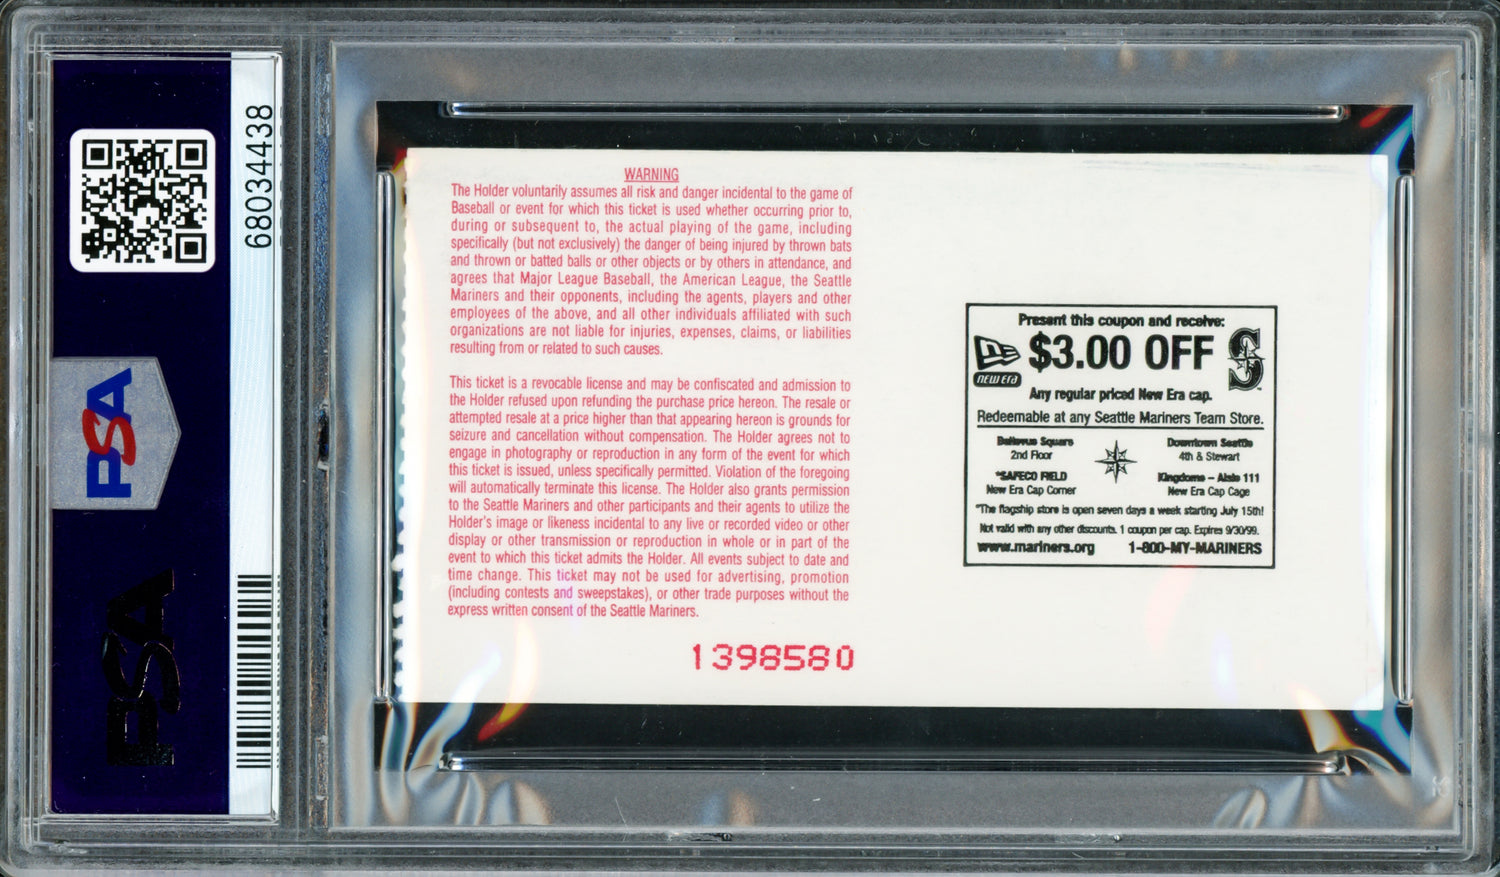 68034438
PSA
PSA
WARNING
The Holder voluntarily assumes all risk and danger incidental to the game of
Baseball or event for which this ticket is used whether occurring prior to,
during or subsequent to, the actual playing of the game, including
specifically (but not exclusively) the danger of being injured by thrown bats
and thrown or batted balls or other objects or by others in attendance, and
agrees that Major League Baseball, the American League, the Seattle
Mariners and their opponents, including the agents, players and other
employees of the above, and all other individuals affiliated with such
organizations are not liable for injuries, expenses, claims, or liabilities
resulting from or related to such causes.
This ticket is a revocable license and may be confiscated and admission to
the Holder refused upon refunding the purchase price hereon. The resale or
attempted resale at a price higher than that appearing hereon is grounds for
seizure and cancellation without compensation. The Holder agrees not to
engage in photography or reproduction in any form of the event for which
this ticket is issued, unless specifically permitted. Violation of the foregoing
will automatically terminate this license. The Holder also grants permission
to the Seattle Mariners and other participants and their agents to utilize the
Holder's image or likeness incidental to any live or recorded video or other
display or other transmission or reproduction in whole or in part of the
event to which this ticket admits the Holder. All events subject to date and
time change. This ticket may not be used for advertising, promotion
(including contests and sweepstakes), or other trade purposes without the
express written consent of the Seattle Mariners.
1398580
Present this coupon and receive:
NEW ERA
$3.00 OFF
S
Any regular priced New Era cap.
Redeemable at any Seattle Mariners Team Store.
Bellevue Square
2nd Floor
Downtown Seattle
4th & Stewart
*SAFECO FIELD
New Era Cap Corner
Kingdome – Aisle 111
New Era Cap Cage
*The flagship store is open seven days a week starting July 15th!
Not valid with any other discounts. 1 coupon per cap. Expires 9/30/99.
www.mariners.org 1-800-MY-MARINERS